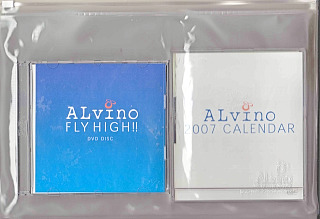 ALvino
FLY HIGH!!
DVD DISC
ALvino
2007 CALENDAR